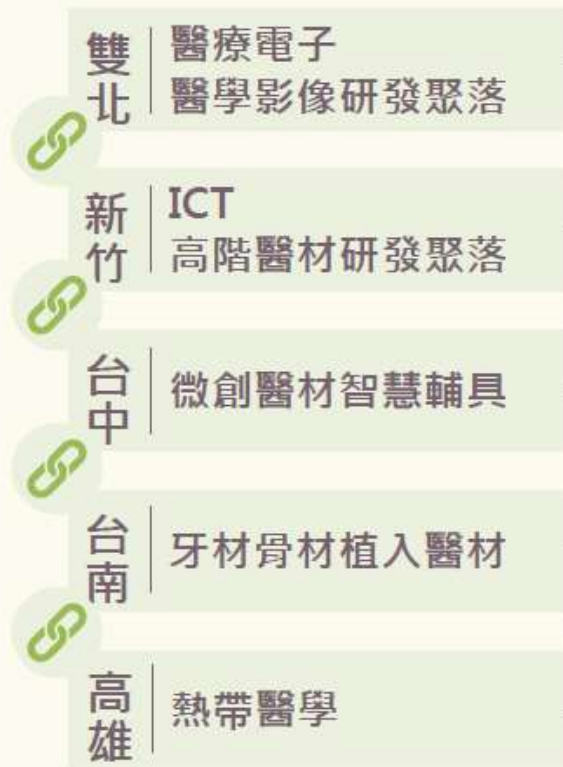 雙北
醫療電子
醫學影像研發聚落
新竹
ICT
高階醫材研發聚落
台中
微創醫材智慧輔具
台南
牙材骨材植入醫材
高雄
熱帶醫學